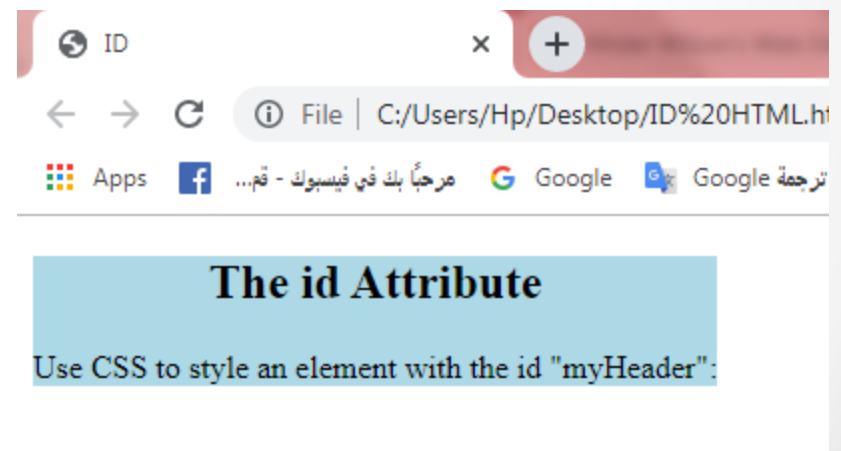 ID
File | C:/Users/Hp/Desktop/ID%20HTML.ht
Apps مرحبًا بك في فيسبوك - قم... Google ترجمة Google
The id Attribute
Use CSS to style an element with the id "myHeader":